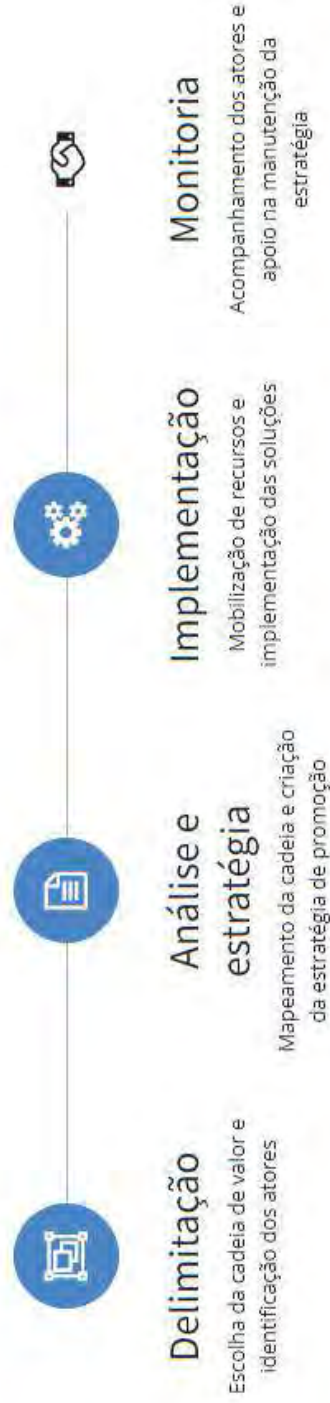 Delimitação
Escolha da cadeia de valor e
identificação dos atores
Análise e
estratégia
Mapeamento da cadeia e criação
da estratégia de promoção
Implementação
Mobilização de recursos e
implementação das soluções
Monitoria
Acompanhamento dos atores e
apoio na manutenção da
estratégia